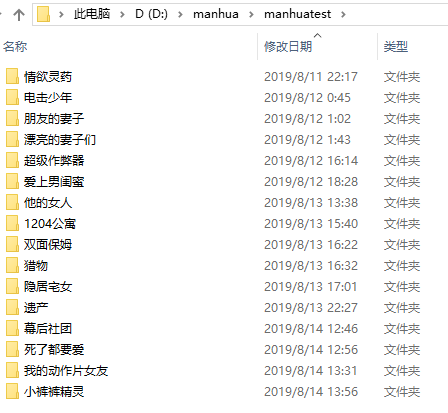 此电脑 › D (D:) › manhua › manhuatest ›
名称 修改日期 类型
情欲灵药 2019/8/11 22:17 文件夹
电击少年 2019/8/12 0:45 文件夹
朋友的妻子 2019/8/12 1:02 文件夹
漂亮的妻子们 2019/8/12 1:43 文件夹
超级作弊器 2019/8/12 16:14 文件夹
爱上男闺蜜 2019/8/12 18:28 文件夹
他的女人 2019/8/13 13:38 文件夹
1204公寓 2019/8/13 15:40 文件夹
双面保姆 2019/8/13 16:22 文件夹
猎物 2019/8/13 16:32 文件夹
隐居宅女 2019/8/13 17:01 文件夹
遗产 2019/8/13 22:27 文件夹
幕后社团 2019/8/14 12:46 文件夹
死了都要爱 2019/8/14 12:56 文件夹
我的动作片女友 2019/8/14 13:31 文件夹
小裤裤精灵 2019/8/14 13:56 文件夹